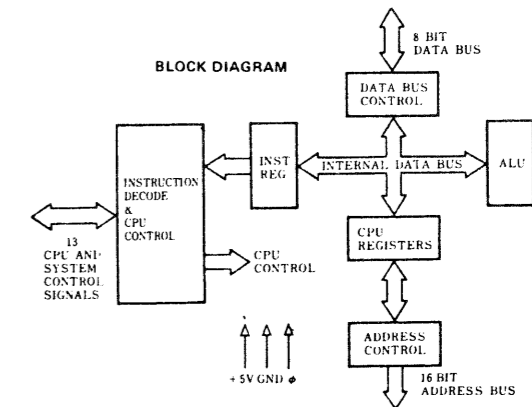 8 BIT
DATA BUS
BLOCK DIAGRAM
DATA BUS
CONTROL
INSTRUCTION
DECODE
&
CPU
CONTROL
INST
REG
INTERNAL DATA BUS
ALU
13
CPU AND
SYSTEM
CONTROL
SIGNALS
CPU
CONTROL
CPU
REGISTERS
ADDRESS
CONTROL
+5V GND ϕ
16 BIT
ADDRESS BUS